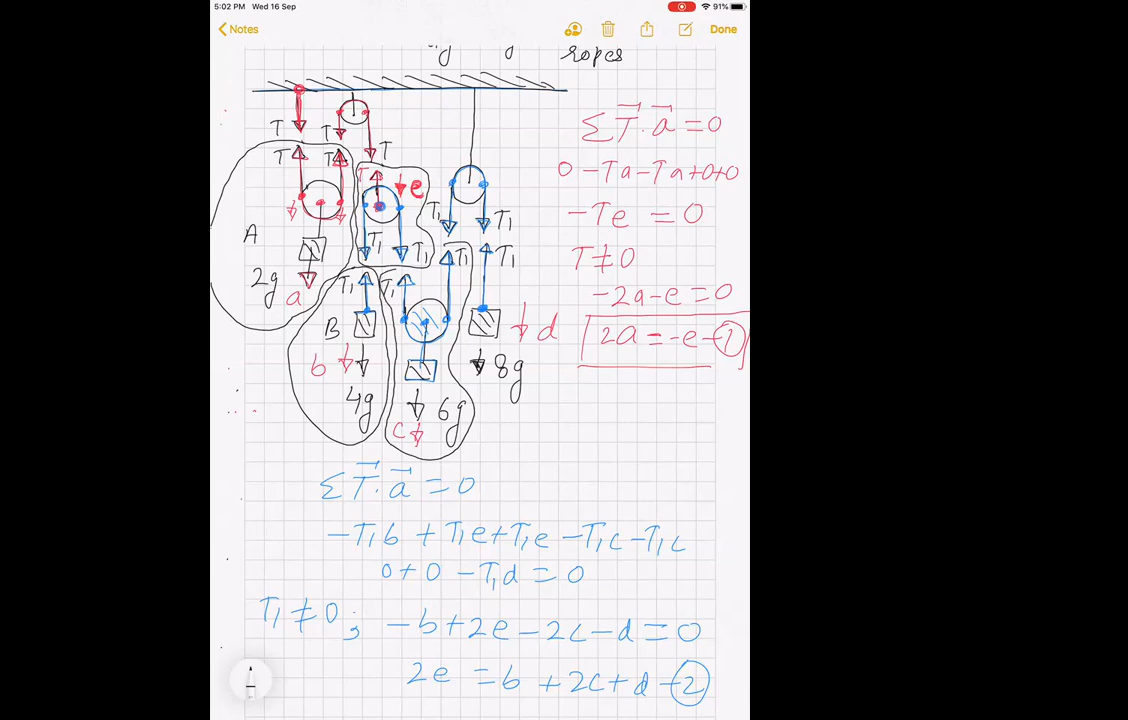 5:02 PM Wed 16 Sep
91%
Notes
Done
ropes
T T T
T T T e
A
2g
a
T1 T1
T1 T1
T1 T1 T1 T1
B
b
4g
c
6g
d
8g
ΣT⃗.a⃗ = 0
0 -Ta -Ta +0+0
-Te = 0
T ≠ 0
-2a - e = 0
2a = -e -①
ΣT⃗.a⃗ = 0
-T1b + T1e + T1e - T1c - T1c
0 + 0 - T1d = 0
T1 ≠ 0 ; -b + 2e - 2c - d = 0
2e = b + 2c + d -②